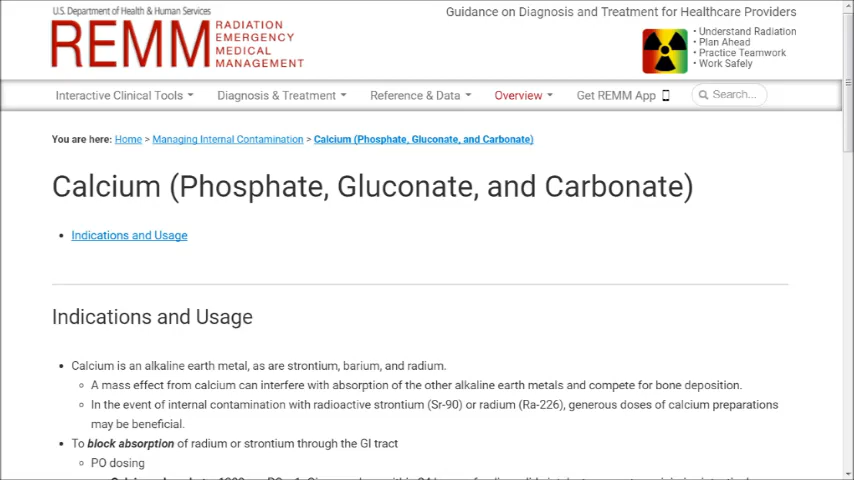 U.S. Department of Health & Human Services
Guidance on Diagnosis and Treatment for Healthcare Providers
REMM
RADIATION
EMERGENCY
MEDICAL
MANAGEMENT
• Understand Radiation
• Plan Ahead
• Practice Teamwork
• Work Safely
Interactive Clinical Tools Diagnosis & Treatment Reference & Data Overview Get REMM App Search...
You are here: Home > Managing Internal Contamination > Calcium (Phosphate, Gluconate, and Carbonate)
Calcium (Phosphate, Gluconate, and Carbonate)
• Indications and Usage
Indications and Usage
• Calcium is an alkaline earth metal, as are strontium, barium, and radium.
○ A mass effect from calcium can interfere with absorption of the other alkaline earth metals and compete for bone deposition.
○ In the event of internal contamination with radioactive strontium (Sr-90) or radium (Ra-226), generous doses of calcium preparations
may be beneficial.
• To block absorption of radium or strontium through the GI tract
○ PO dosing